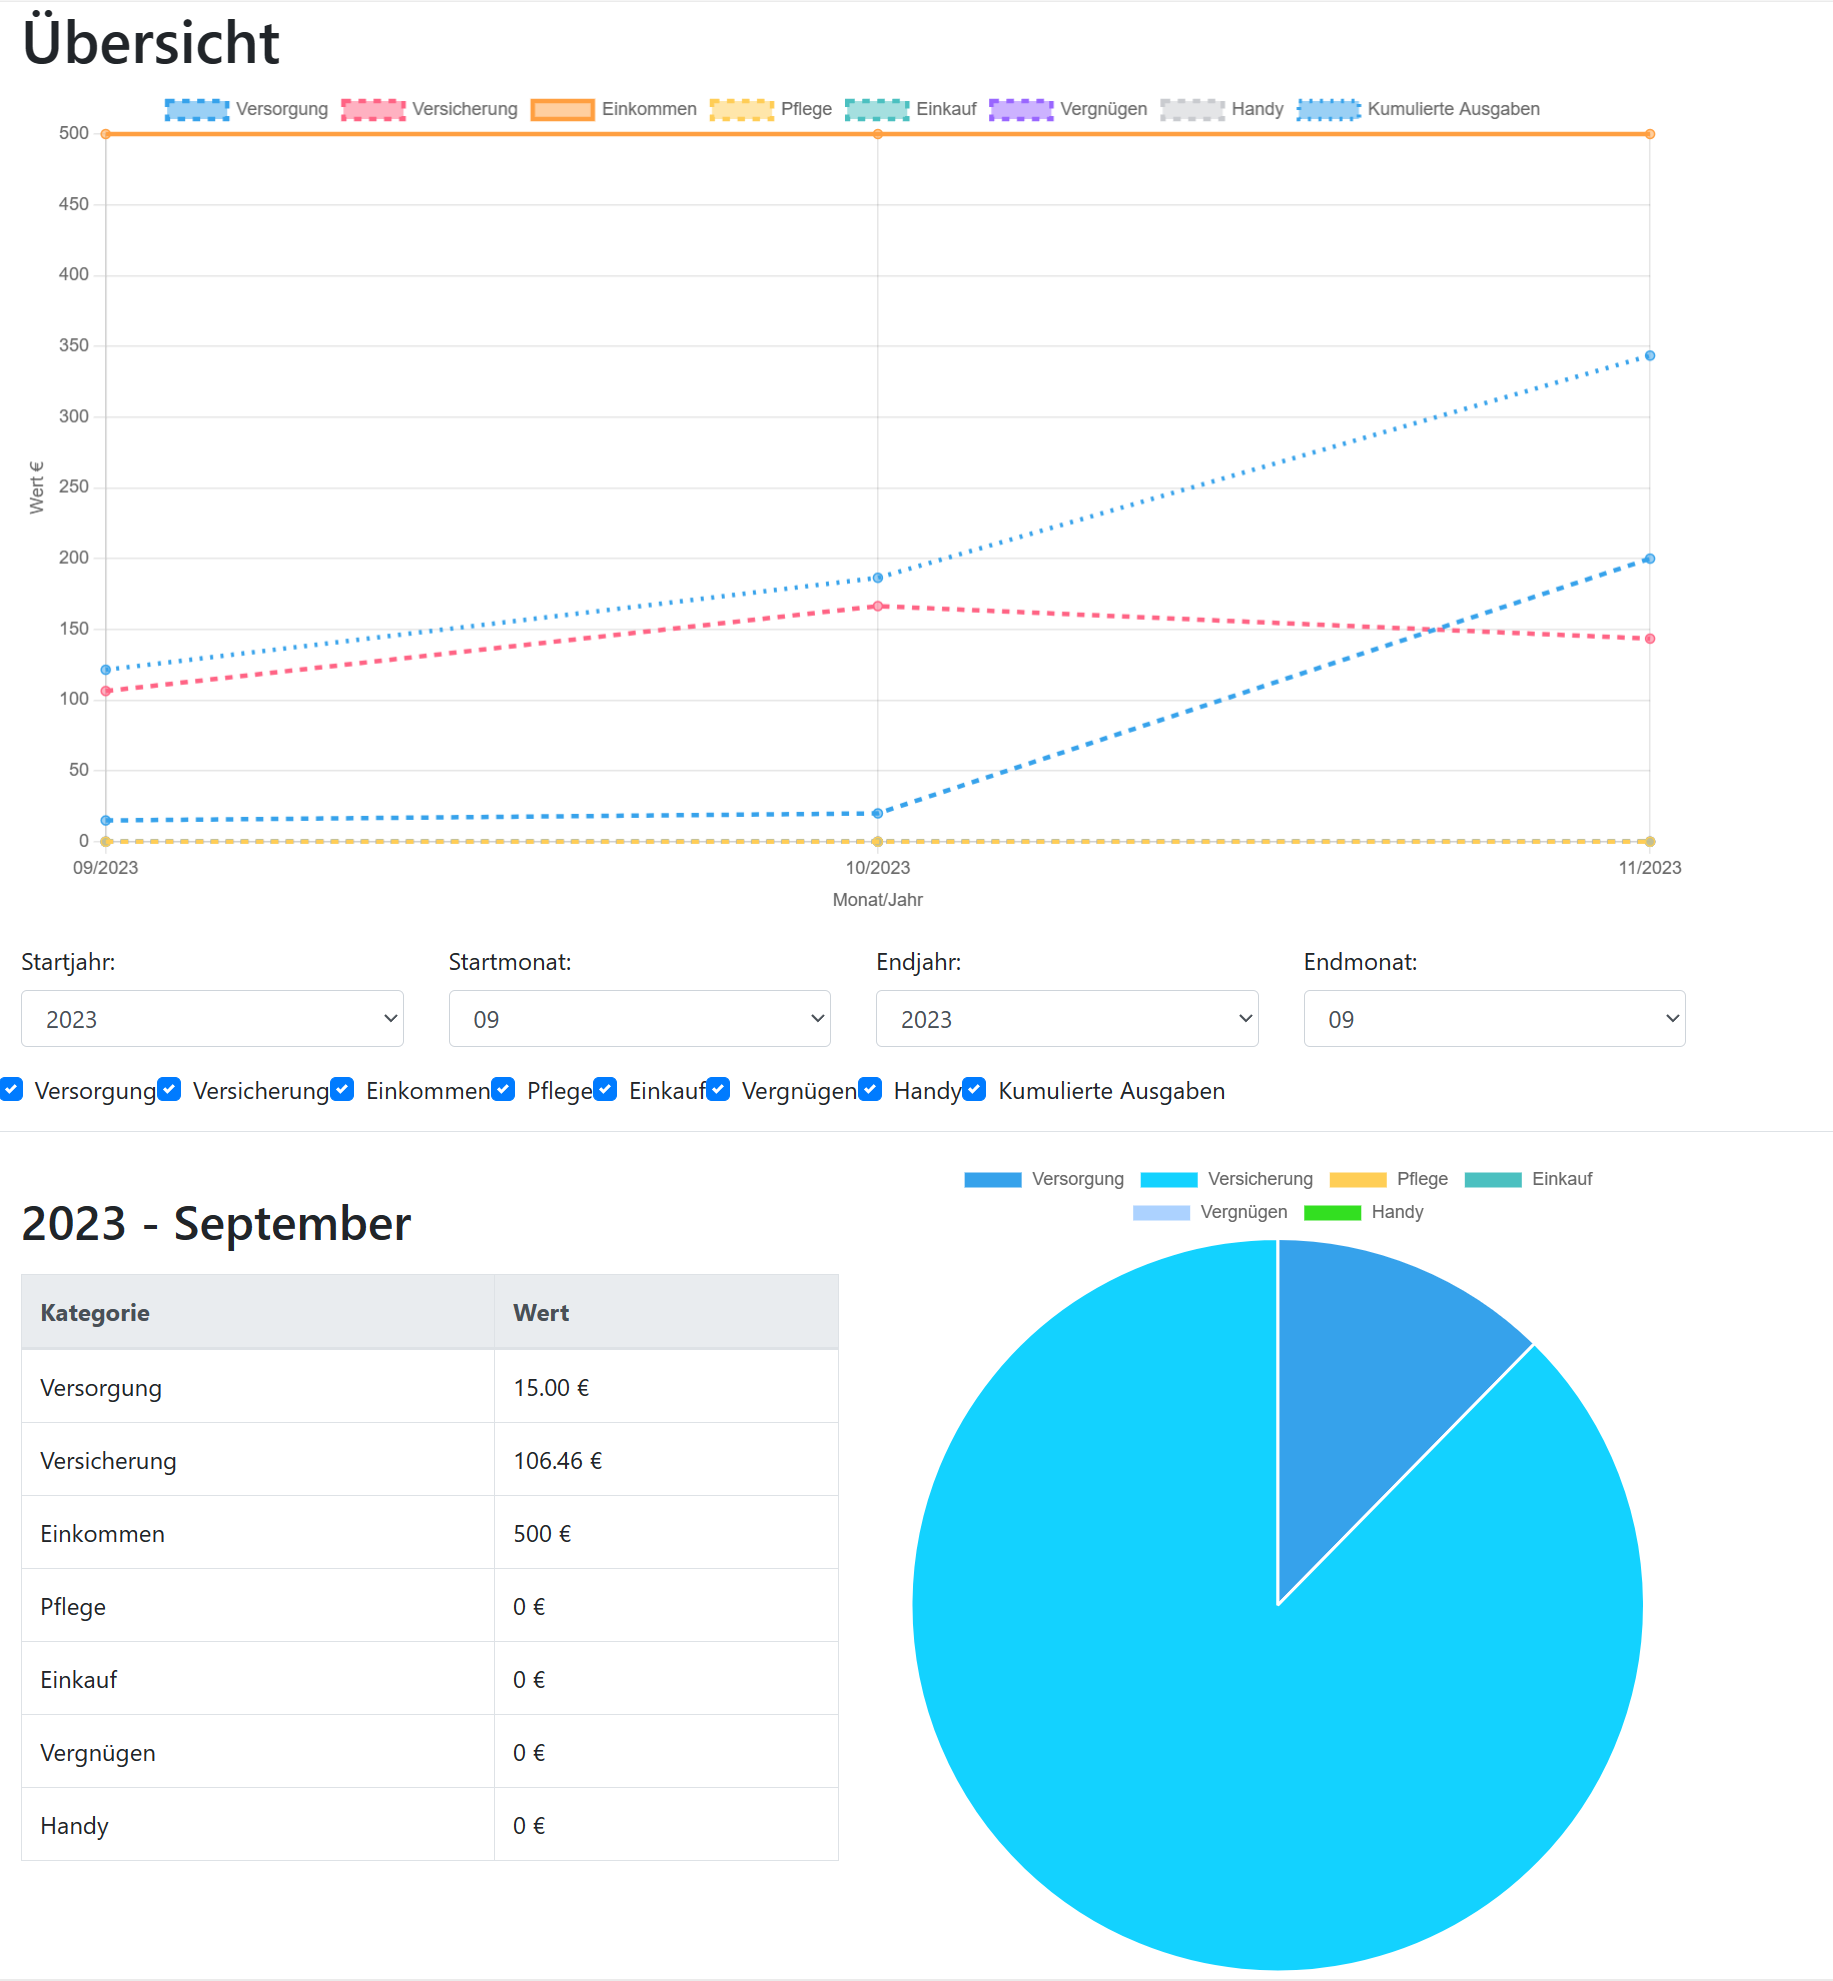 Übersicht
Versorgung Versicherung Einkommen Pflege Einkauf Vergnügen Handy Kumulierte Ausgaben
500
450
400
350
300
250
200
150
100
50
0
Wert €
09/2023 10/2023 11/2023
Monat/Jahr
Startjahr: Startmonat: Endjahr: Endmonat:
2023 09 2023 09
Versorgung Versicherung Einkommen Pflege Einkauf Vergnügen Handy Kumulierte Ausgaben
2023 - September
Kategorie Wert
Versorgung 15.00 €
Versicherung 106.46 €
Einkommen 500 €
Pflege 0 €
Einkauf 0 €
Vergnügen 0 €
Handy 0 €
Versorgung Versicherung Pflege Einkauf
Vergnügen Handy